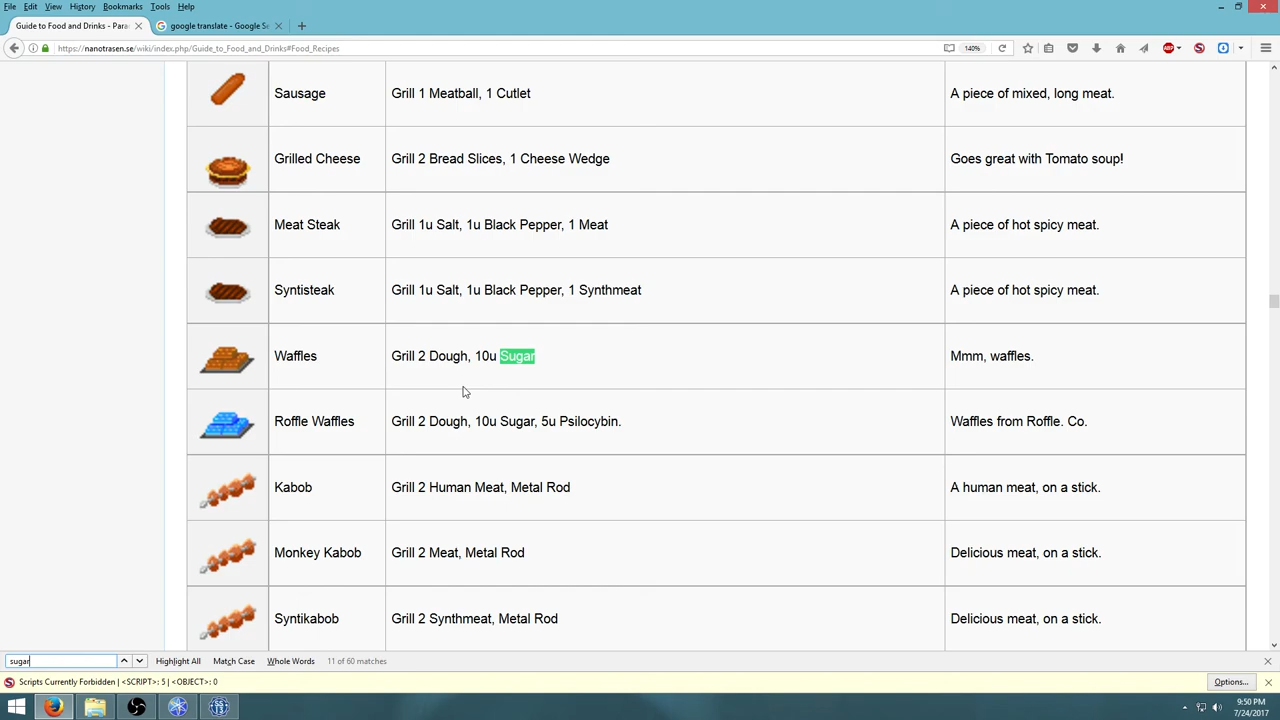 File Edit View History Bookmarks Tools Help
Guide to Food and Drinks - Para
google translate - Google Se
https://nanotrasen.se/wiki/index.php/Guide_to_Food_and_Drinks#Food_Recipes
140%
ABP
Sausage Grill 1 Meatball, 1 Cutlet A piece of mixed, long meat.
Grilled Cheese Grill 2 Bread Slices, 1 Cheese Wedge Goes great with Tomato soup!
Meat Steak Grill 1u Salt, 1u Black Pepper, 1 Meat A piece of hot spicy meat.
Syntisteak Grill 1u Salt, 1u Black Pepper, 1 Synthmeat A piece of hot spicy meat.
Waffles Grill 2 Dough, 10u Sugar Mmm, waffles.
Roffle Waffles Grill 2 Dough, 10u Sugar, 5u Psilocybin. Waffles from Roffle. Co.
Kabob Grill 2 Human Meat, Metal Rod A human meat, on a stick.
Monkey Kabob Grill 2 Meat, Metal Rod Delicious meat, on a stick.
Syntikabob Grill 2 Synthmeat, Metal Rod Delicious meat, on a stick.
sugar Highlight All Match Case Whole Words 11 of 60 matches
Scripts Currently Forbidden | <SCRIPT>: 5 | <OBJECT>: 0 Options...
9:50 PM
7/24/2017